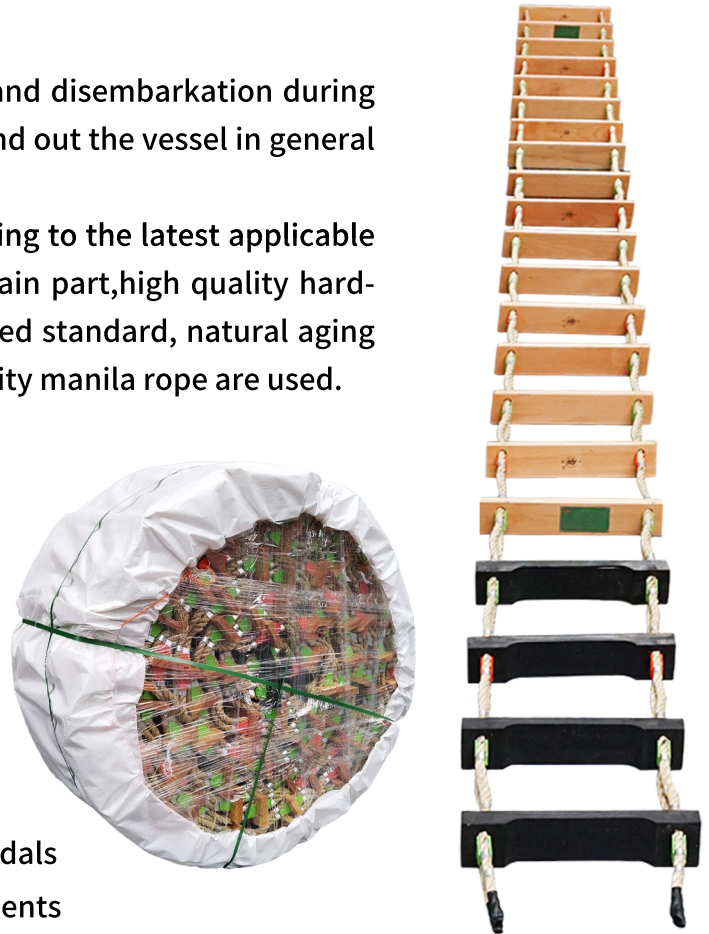 and disembarkation during
nd out the vessel in general
ing to the latest applicable
ain part,high quality hard-
ed standard, natural aging
ity manila rope are used.
dals
ents